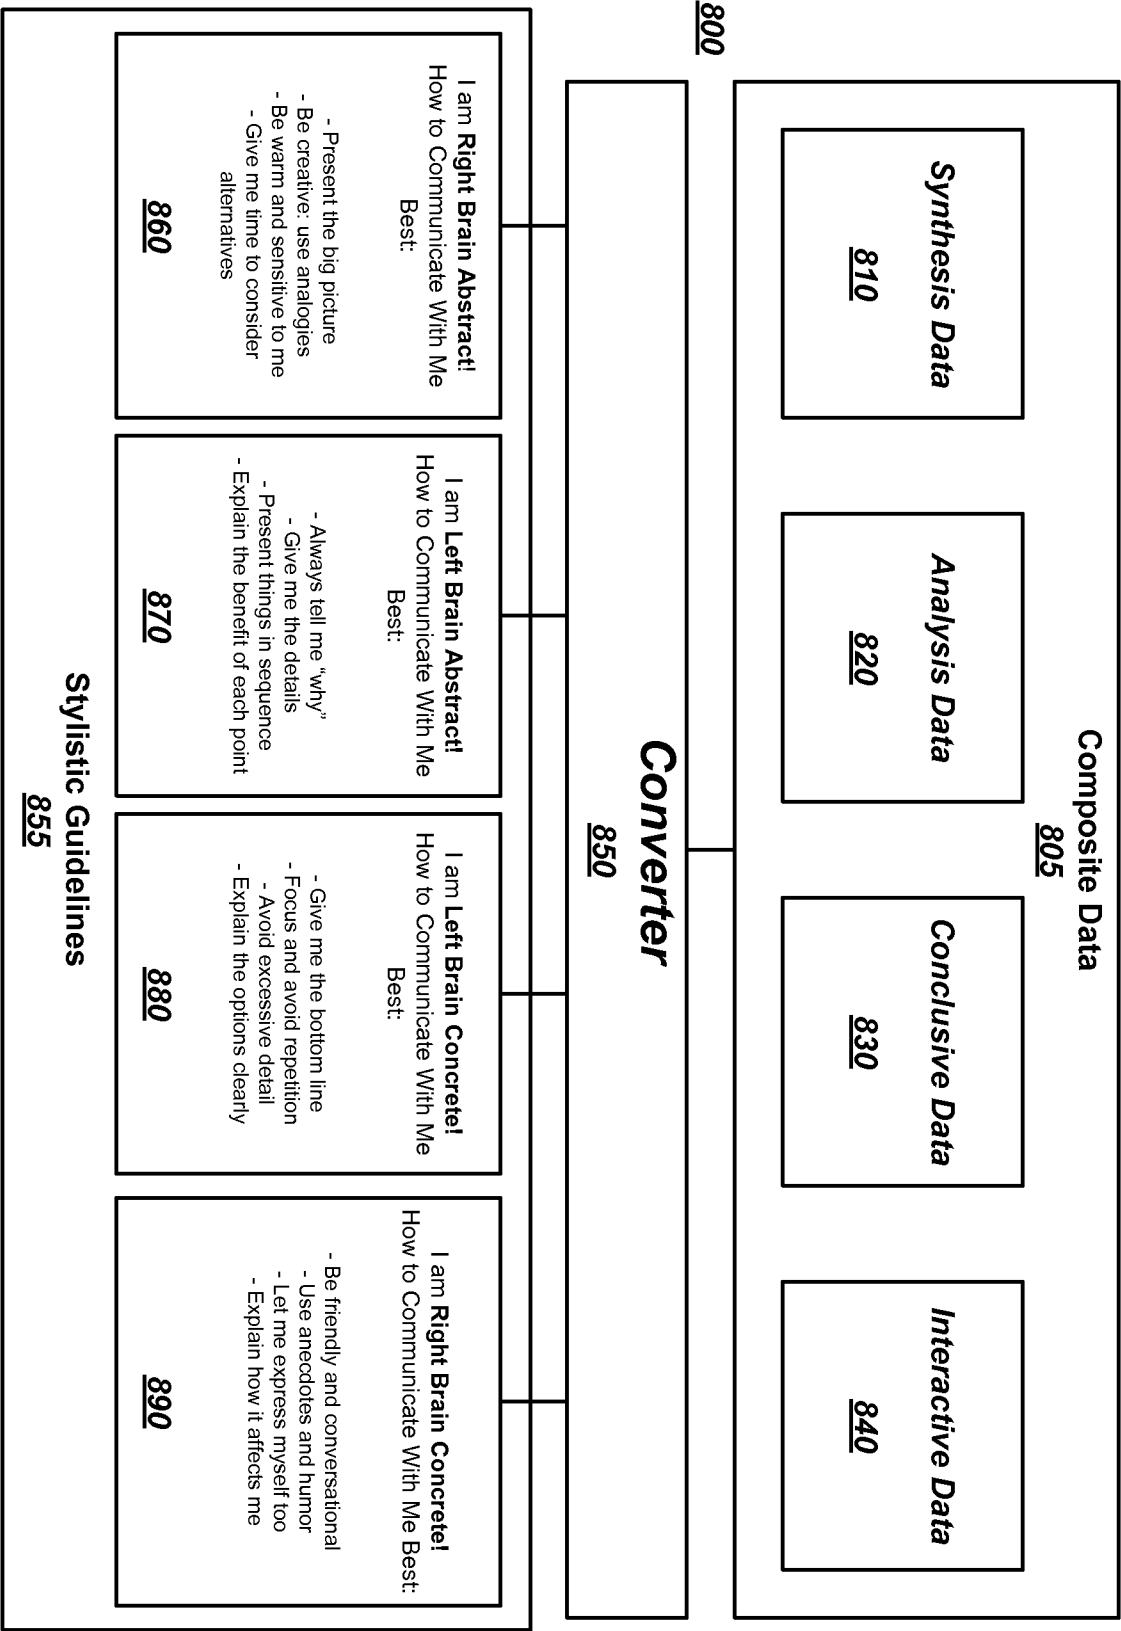 800
Composite Data
805
Synthesis Data
810
Analysis Data
820
Conclusive Data
830
Interactive Data
840
Converter
850
I am Right Brain Abstract!
How to Communicate With Me
Best:
- Present the big picture
- Be creative: use analogies
- Be warm and sensitive to me
- Give me time to consider
alternatives
860
I am Left Brain Abstract!
How to Communicate With Me
Best:
- Always tell me “why”
- Give me the details
- Present things in sequence
- Explain the benefit of each point
870
I am Left Brain Concrete!
How to Communicate With Me
Best:
- Give me the bottom line
- Focus and avoid repetition
- Avoid excessive detail
- Explain the options clearly
880
I am Right Brain Concrete!
How to Communicate With Me Best:
- Be friendly and conversational
- Use anecdotes and humor
- Let me express myself too
- Explain how it affects me
890
Stylistic Guidelines
855